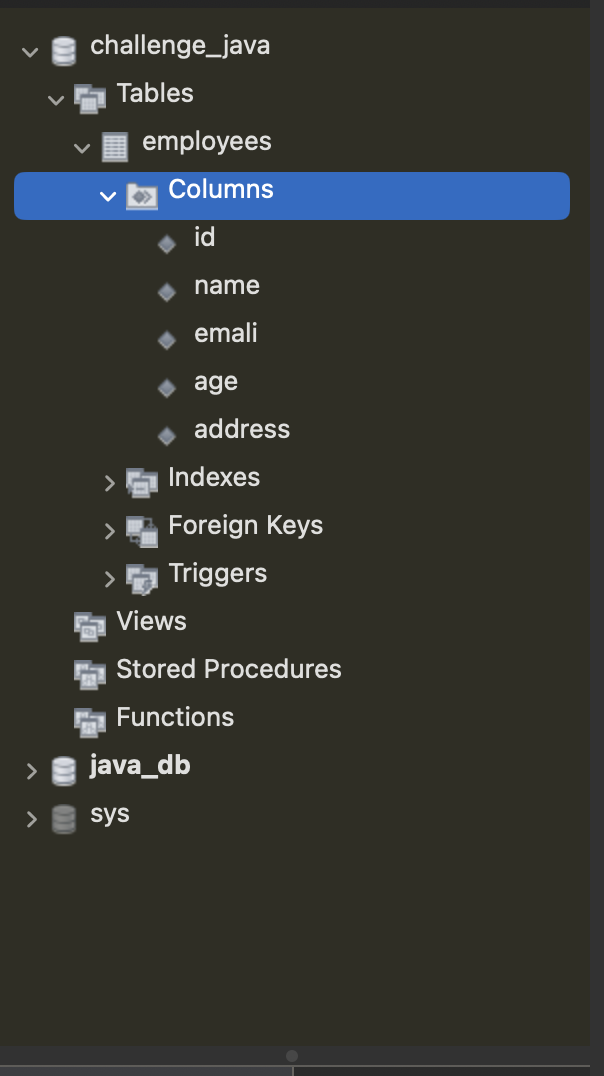 challenge_java
Tables
employees
Columns
id
name
emali
age
address
Indexes
Foreign Keys
Triggers
Views
Stored Procedures
Functions
java_db
sys